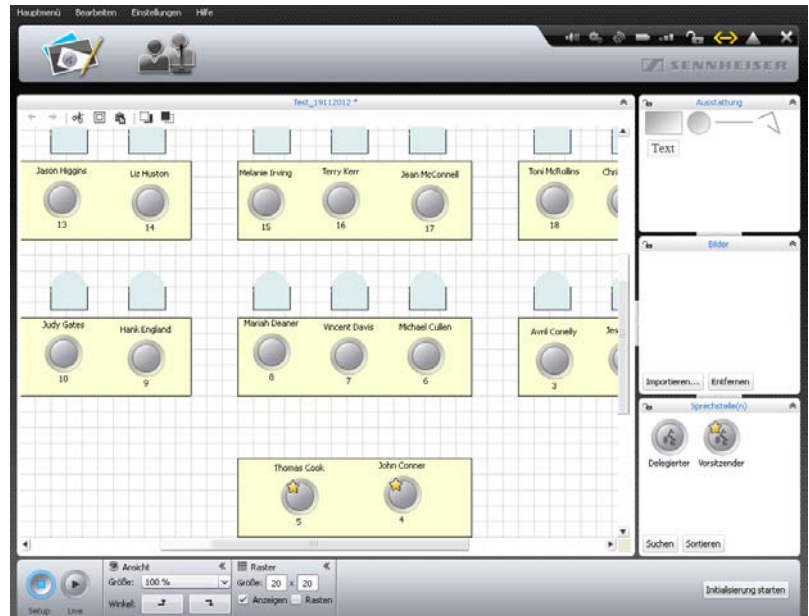 Hauptmenü Bearbeiten Einstellungen Hilfe
SENNHEISER
Test_19112012 *
Jason Higgins Liz Huston Melanie Irving Terry Kerr Jean McConnell Toni McRollins Chri
13 14 15 16 17 18
Judy Gates Hank England Mariah Deaner Vincent Davis Michael Cullen Avril Conelly Jes
10 9 8 7 6 3
Thomas Cook John Conner
5 4
Ausstattung
Text
Bilder
Importieren... Entfernen
Sprechstelle(n)
Delegierter Vorsitzender
Suchen Sortieren
Setup Live
Ansicht
Größe: 100 %
Winkel:
Raster
Größe: 20 x 20
Anzeigen Rasten
Initialisierung starten